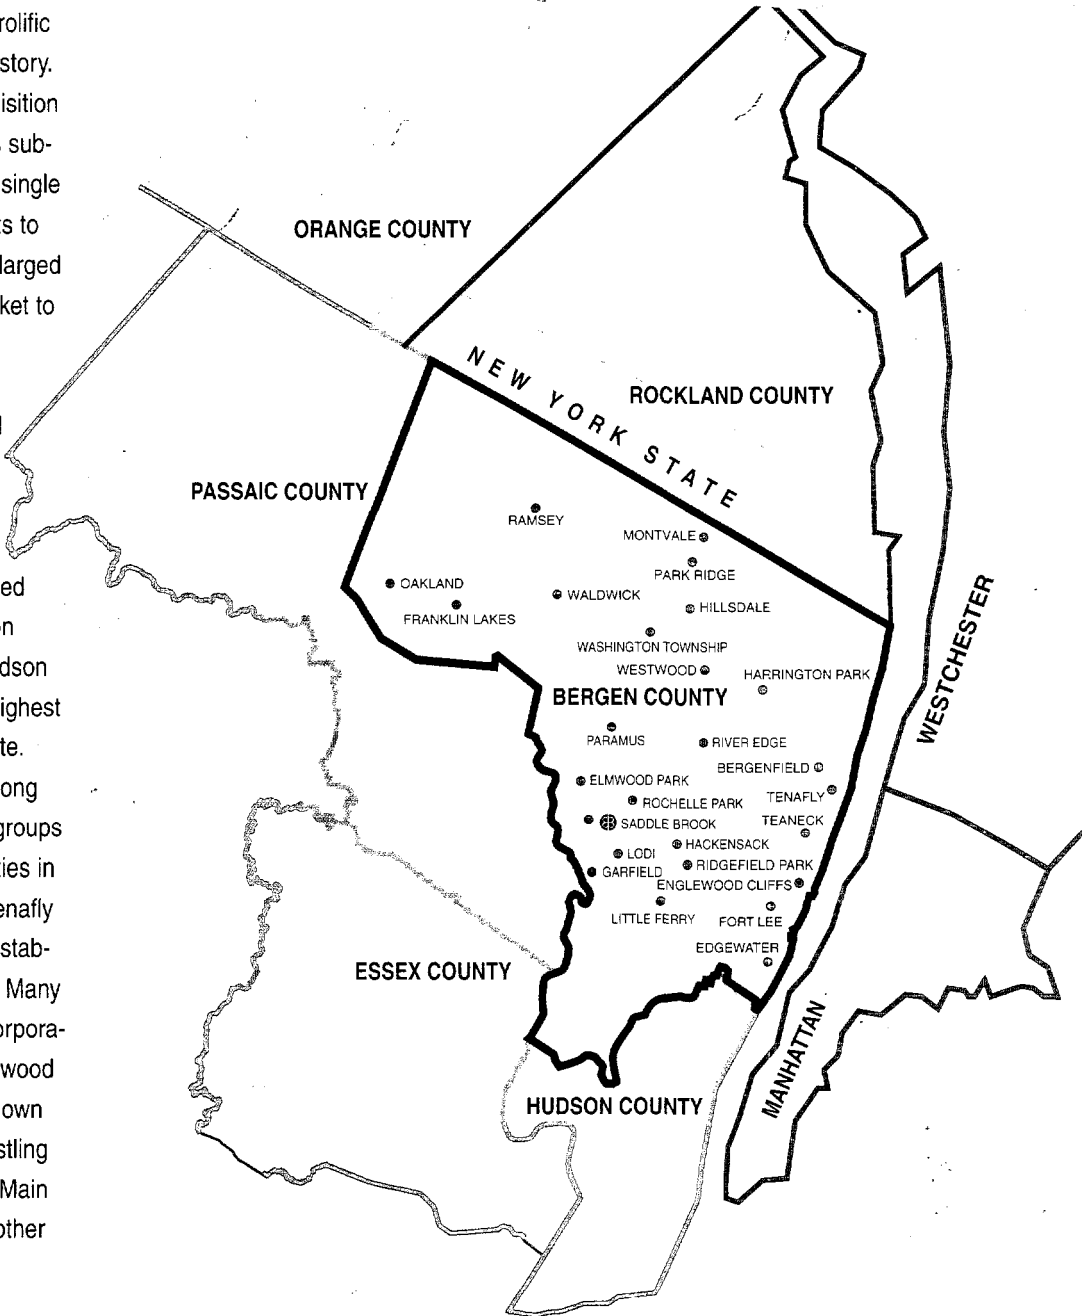 rolific
story.
isition
sub-
single
ts to
larged
ket to
ed
on
dson
ighest
te.
ong
groups
ties in
enafly
stab-
Many
orpora-
wood
own
stling
Main
other
ORANGE COUNTY
NEW YORK STATE
ROCKLAND COUNTY
PASSAIC COUNTY
RAMSEY
MONTVALE
PARK RIDGE
OAKLAND
WALDWICK
FRANKLIN LAKES
HILLSDALE
WASHINGTON TOWNSHIP
WESTWOOD
HARRINGTON PARK
BERGEN COUNTY
WESTCHESTER
PARAMUS
RIVER EDGE
BERGENFIELD
ELMWOOD PARK
TENAFLY
ROCHELLE PARK
TEANECK
SADDLE BROOK
HACKENSACK
LODI
RIDGEFIELD PARK
GARFIELD
ENGLEWOOD CLIFFS
LITTLE FERRY
FORT LEE
EDGEWATER
ESSEX COUNTY
MANHATTAN
HUDSON COUNTY